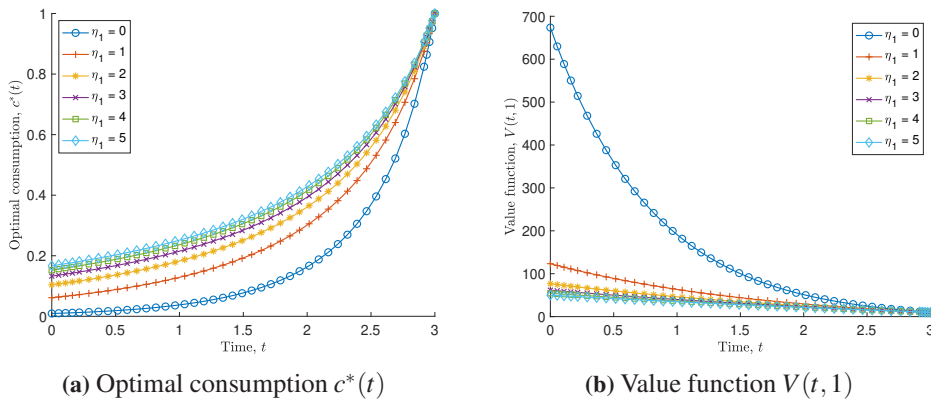 Optimal consumption, c*(t)
1
0.8
0.6
0.4
0.2
0
0
0.5
1
1.5
2
2.5
3
Time, t
η₁ = 0
η₁ = 1
η₁ = 2
η₁ = 3
η₁ = 4
η₁ = 5
(a) Optimal consumption c*(t)
Value function, V(t, 1)
700
600
500
400
300
200
100
0
0
0.5
1
1.5
2
2.5
3
Time, t
η₁ = 0
η₁ = 1
η₁ = 2
η₁ = 3
η₁ = 4
η₁ = 5
(b) Value function V(t, 1)